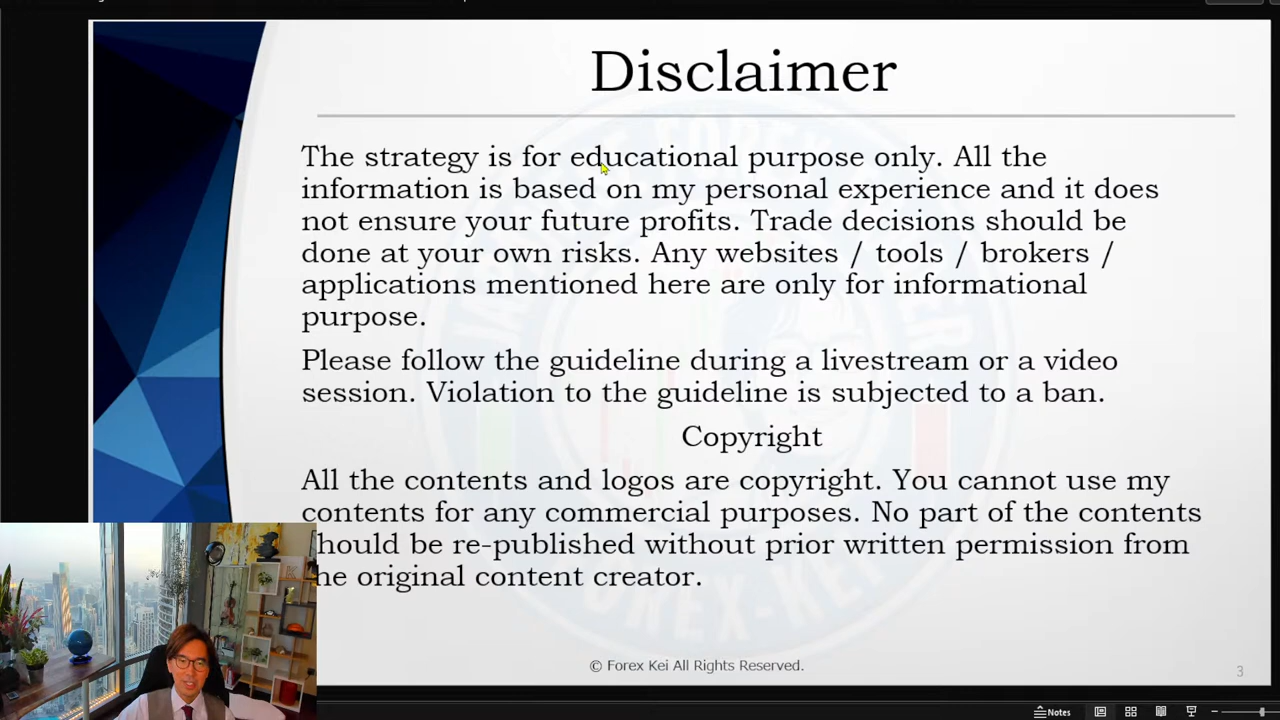 Disclaimer
The strategy is for educational purpose only. All the
information is based on my personal experience and it does
not ensure your future profits. Trade decisions should be
done at your own risks. Any websites / tools / brokers /
applications mentioned here are only for informational
purpose.
Please follow the guideline during a livestream or a video
session. Violation to the guideline is subjected to a ban.
Copyright
All the contents and logos are copyright. You cannot use my
contents for any commercial purposes. No part of the contents
hould be re-published without prior written permission from
he original content creator.
© Forex Kei All Rights Reserved.
3
Notes